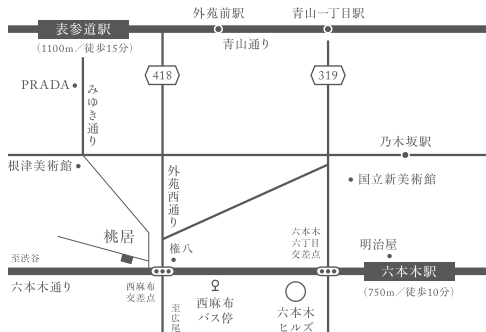 外苑前駅
青山一丁目駅
表参道駅
(1100m／徒歩15分)
青山通り
418
319
PRADA
みゆき通り
乃木坂駅
根津美術館
国立新美術館
外苑西通り
桃居
権八
六本木
六丁目
交差点
明治屋
至渋谷
六本木駅
六本木通り
西麻布
交差点
西麻布
バス停
六本木
ヒルズ
(750m／徒歩10分)
至広尾